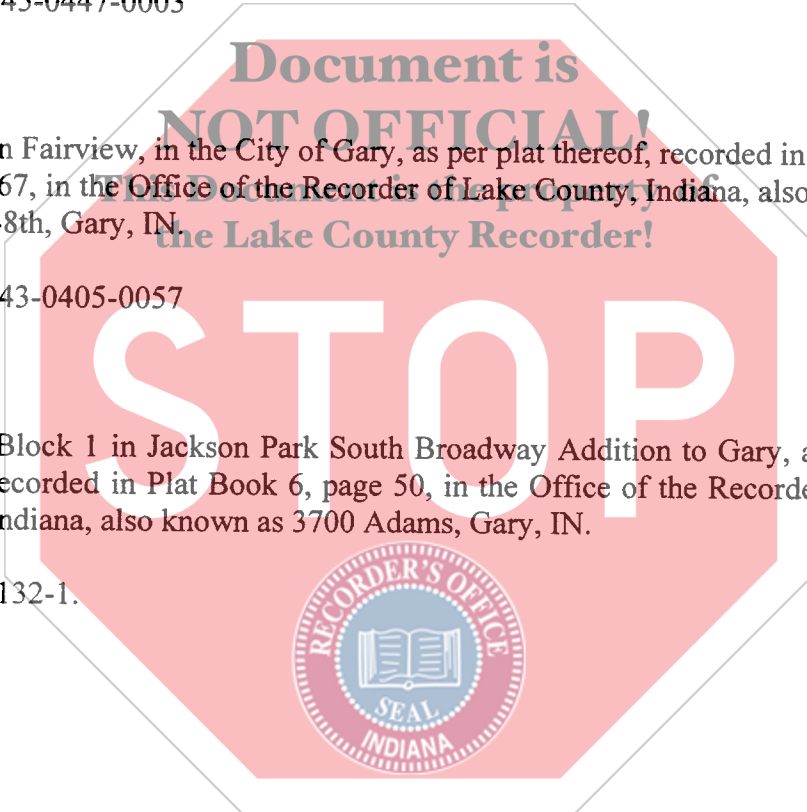 43-0447-0003
Document is
NOT OFFICIAL!
n Fairview, in the City of Gary, as per plat thereof, recorded in
67, in the Office of the Recorder of Lake County, Indiana, also
This Document is the property of
8th, Gary, IN.
the Lake County Recorder!
43-0405-0057
STOP
Block 1 in Jackson Park South Broadway Addition to Gary, a
ecorded in Plat Book 6, page 50, in the Office of the Recorde
ndiana, also known as 3700 Adams, Gary, IN.
132-1.
RECORDER'S OFFICE
SEAL
INDIANA